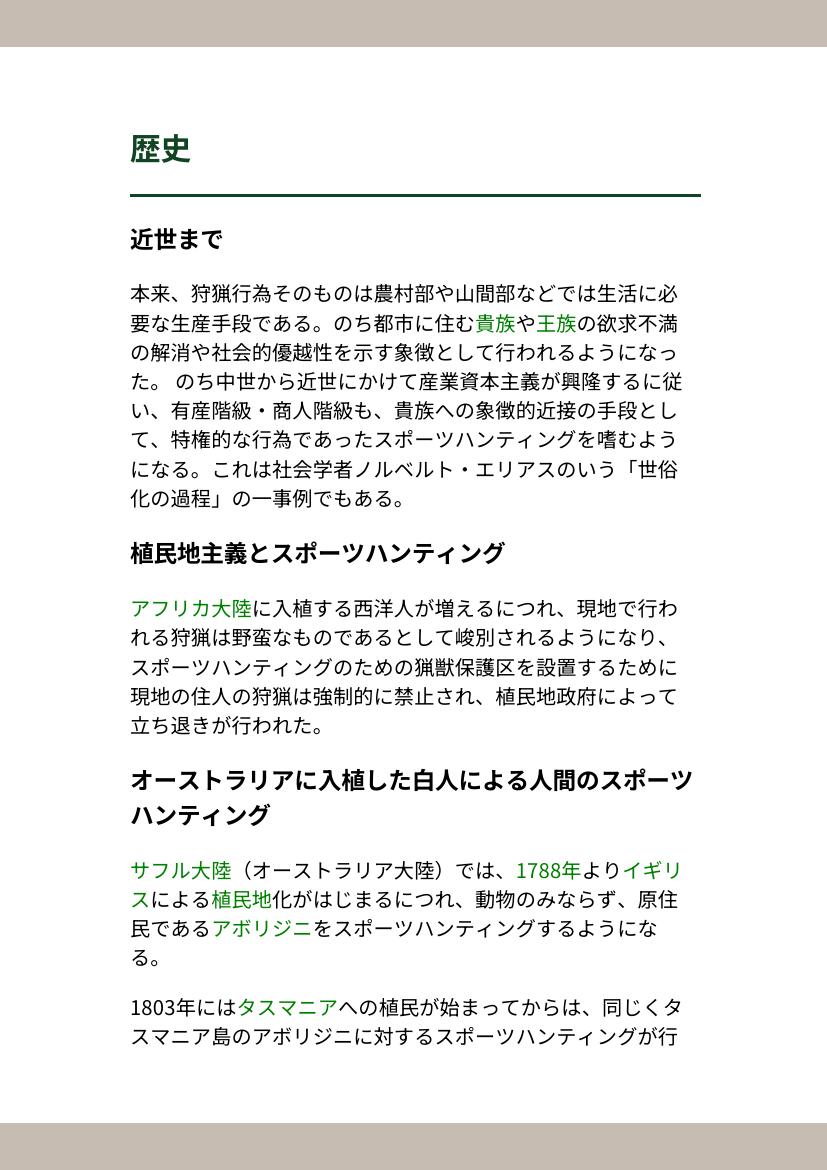 歴史
近世まで
本来、狩猟行為そのものは農村部や山間部などでは生活に必
要な生産手段である。のち都市に住む貴族や王族の欲求不満
の解消や社会的優越性を示す象徴として行われるようになっ
た。 のち中世から近世にかけて産業資本主義が興隆するに従
い、有産階級・商人階級も、貴族への象徴的近接の手段とし
て、特権的な行為であったスポーツハンティングを嗜むよう
になる。これは社会学者ノルベルト・エリアスのいう「世俗
化の過程」の一事例でもある。
植民地主義とスポーツハンティング
アフリカ大陸に入植する西洋人が増えるにつれ、現地で行わ
れる狩猟は野蛮なものであるとして峻別されるようになり、
スポーツハンティングのための猟獣保護区を設置するために
現地の住人の狩猟は強制的に禁止され、植民地政府によって
立ち退きが行われた。
オーストラリアに入植した白人による人間のスポーツ
ハンティング
サフル大陸（オーストラリア大陸）では、1788年よりイギリ
スによる植民地化がはじまるにつれ、動物のみならず、原住
民であるアボリジニをスポーツハンティングするようにな
る。
1803年にはタスマニアへの植民が始まってからは、同じくタ
スマニア島のアボリジニに対するスポーツハンティングが行